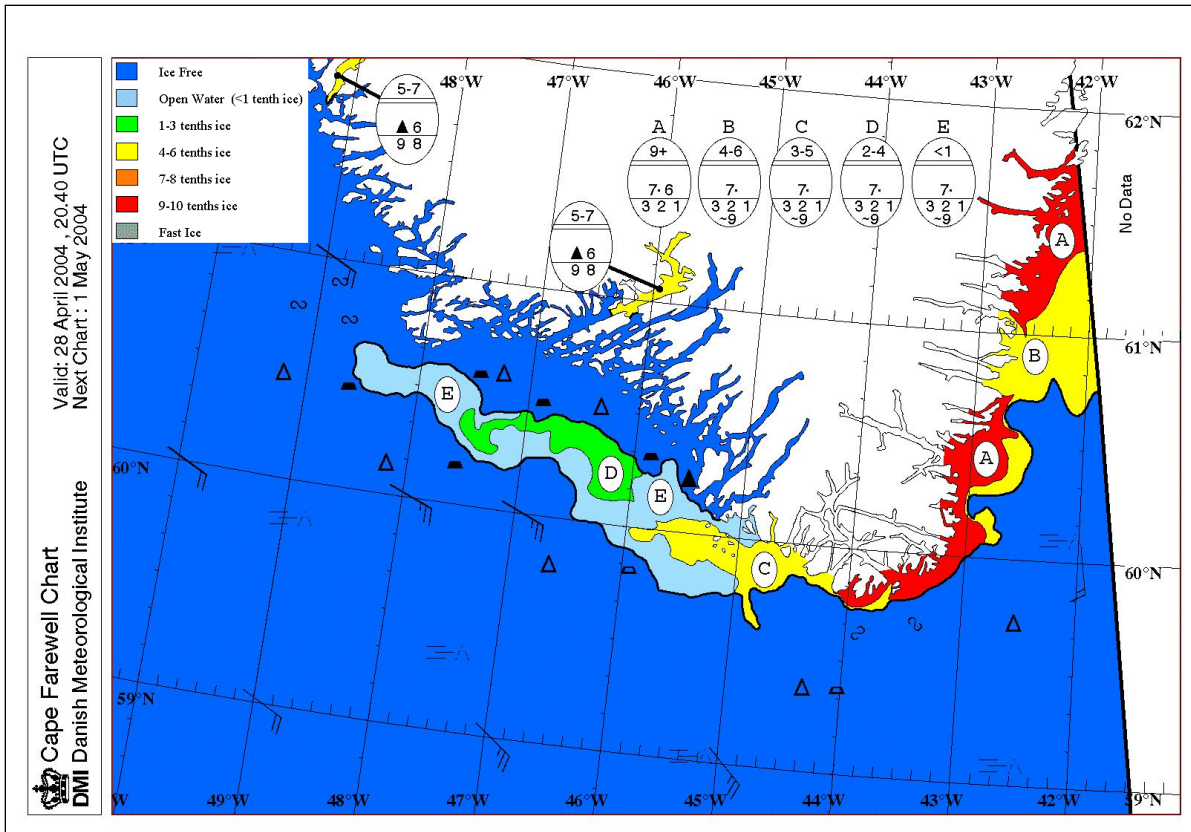 Valid: 28 April 2004 , 20.40 UTC
Next Chart : 1 May 2004
Cape Farewell Chart
DMI Danish Meteorological Institute
Ice Free
Open Water (<1 tenth ice)
1-3 tenths ice
4-6 tenths ice
7-8 tenths ice
9-10 tenths ice
Fast Ice
48°W 47°W 46°W 45°W 44°W 43°W 42°W
5-7
▲ 6
9 8
A B C D E
9+ 4-6 3-5 2-4 <1
7· 6 7· 7· 7· 7·
3 2 1 3 2 1 3 2 1 3 2 1 3 2 1
~9 ~9 ~9 ~9
5-7
▲ 6
9 8
62°N
No Data
A
61°N
B
E
A
D
E
60°N
C
60°N
59°N
°W 49°W 48°W 47°W 46°W 45°W 44°W 43°W 42°W 59°N